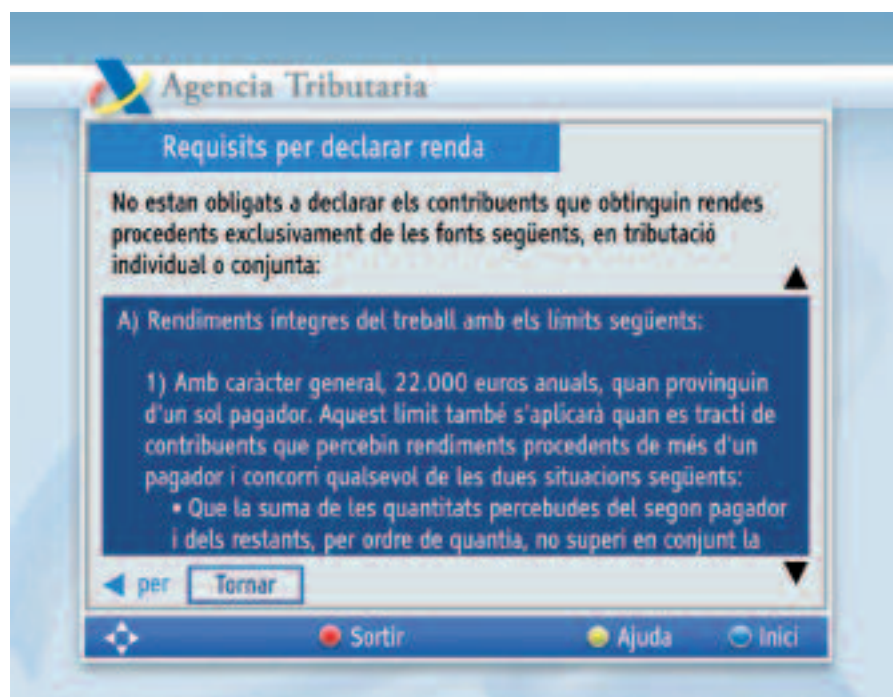 Agencia Tributaria
Requisits per declarar renda
No estan obligats a declarar els contribuents que obtinguin rendes
procedents exclusivament de les fonts següents, en tributació
individual o conjunta:
A) Rendiments íntegres del treball amb els límits següents:
1) Amb caràcter general, 22.000 euros anuals, quan provinguin
d'un sol pagador. Aquest límit també s'aplicarà quan es tracti de
contribuents que percebin rendiments procedents de més d'un
pagador i concorri qualsevol de les dues situacions següents:
• Que la suma de les quantitats percebudes del segon pagador
i dels restants, per ordre de quantia, no superi en conjunt la
per Tornar
Sortir Ajuda Inici